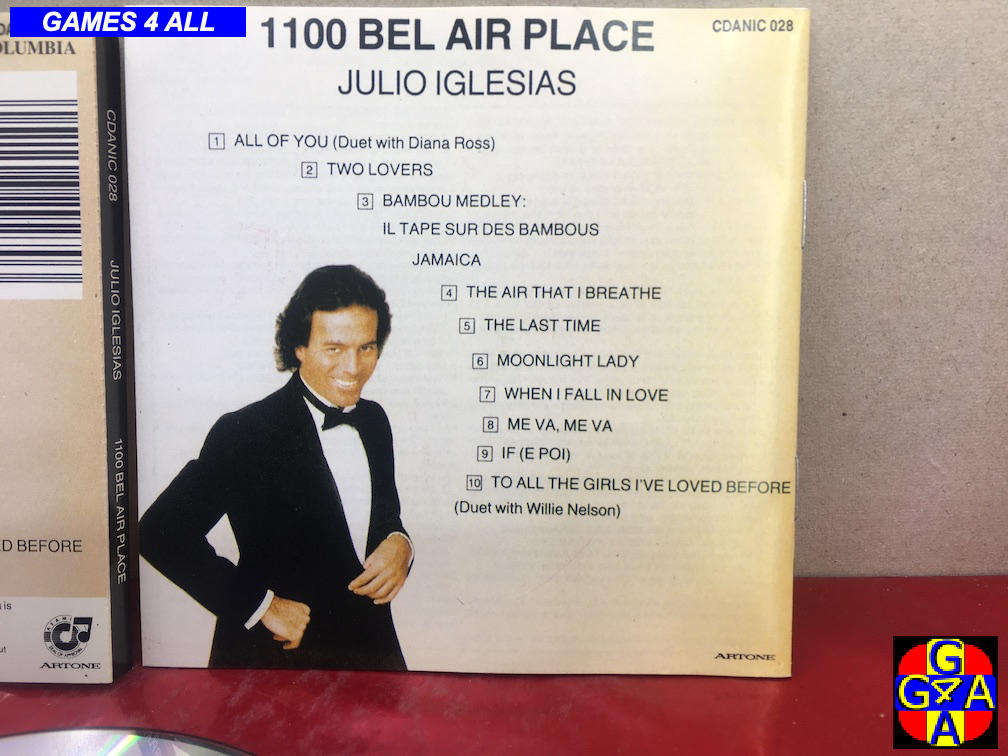 GAMES 4 ALL
COLUMBIA
CDANIC 028
JULIO IGLESIAS
1100 BEL AIR PLACE
BEFORE
is
ARTONE
1100 BEL AIR PLACE
CDANIC 028
JULIO IGLESIAS
1 ALL OF YOU (Duet with Diana Ross)
2 TWO LOVERS
3 BAMBOU MEDLEY:
IL TAPE SUR DES BAMBOUS
JAMAICA
4 THE AIR THAT I BREATHE
5 THE LAST TIME
6 MOONLIGHT LADY
7 WHEN I FALL IN LOVE
8 ME VA, ME VA
9 IF (E POI)
10 TO ALL THE GIRLS I'VE LOVED BEFORE
(Duet with Willie Nelson)
ARTONE
G
G4A
A